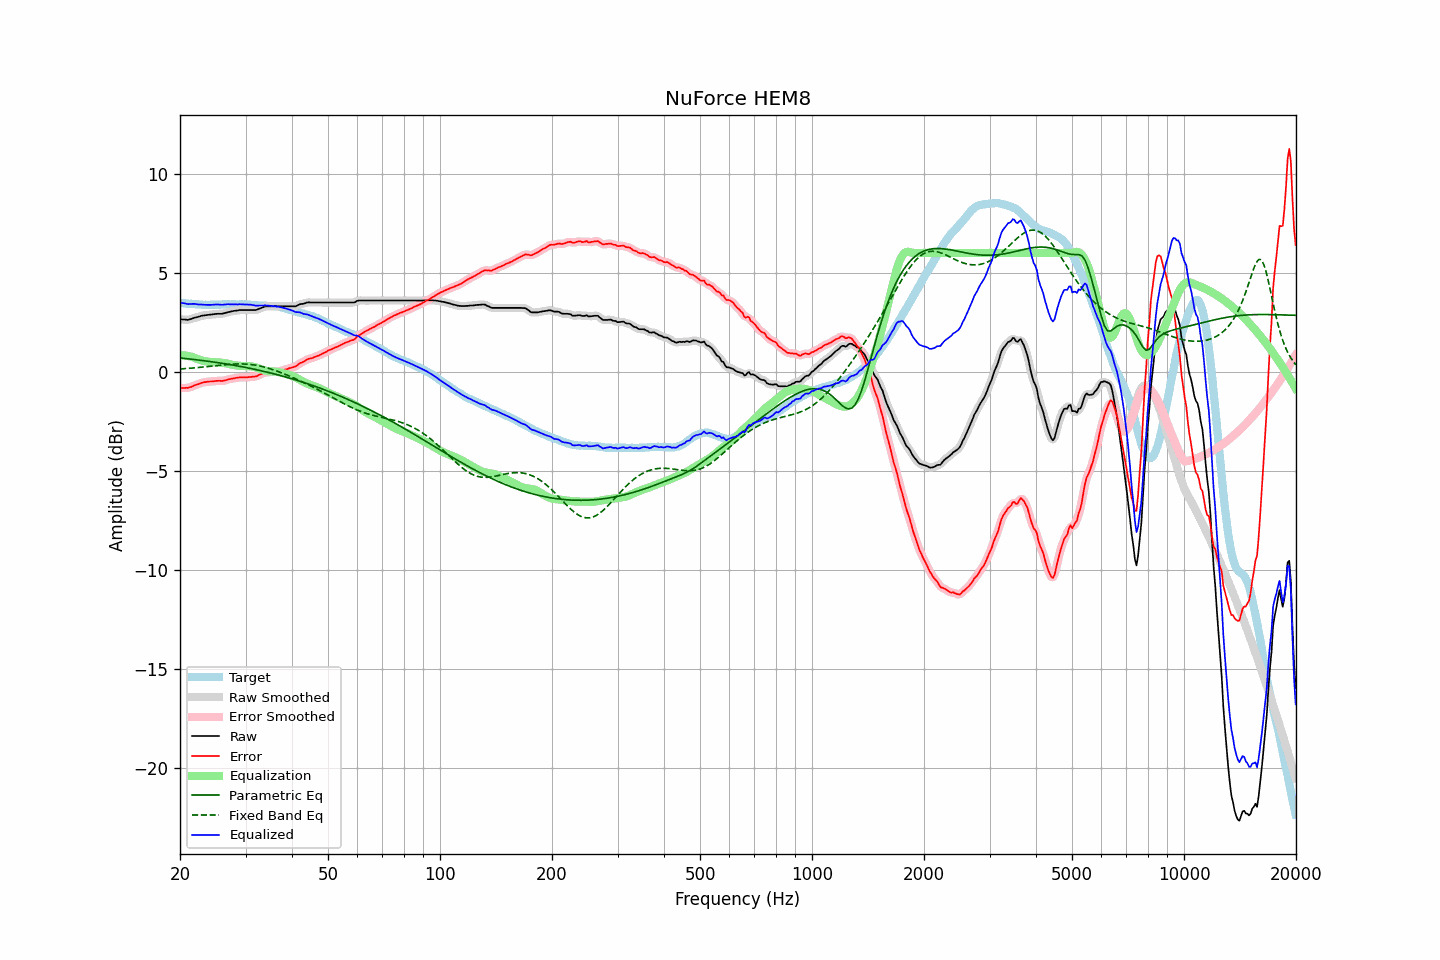 NuForce HEM8
Amplitude (dBr)
10
5
0
−5
−10
−15
−20
Target
Raw Smoothed
Error Smoothed
Raw
Error
Equalization
Parametric Eq
Fixed Band Eq
Equalized
20 50 100 200 500 1000 2000 5000 10000 20000
Frequency (Hz)